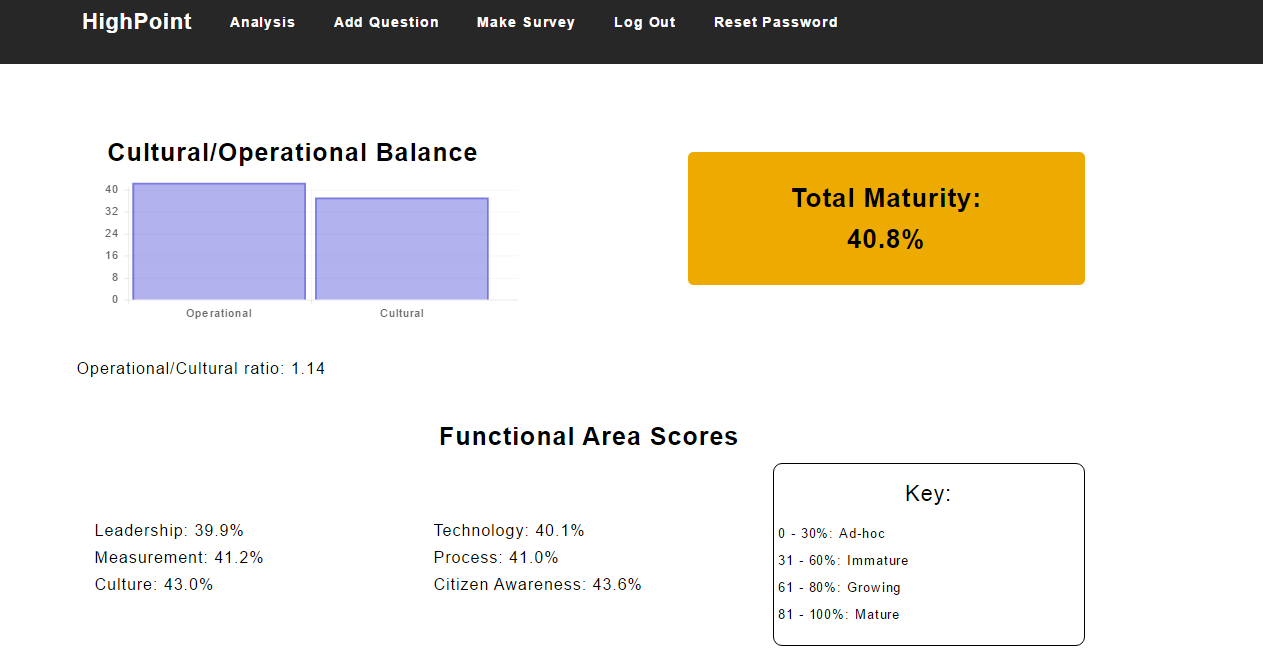 HighPoint Analysis Add Question Make Survey Log Out Reset Password
Cultural/Operational Balance
40
32
24
16
8
0
Operational Cultural
Operational/Cultural ratio: 1.14
Total Maturity:
40.8%
Functional Area Scores
Leadership: 39.9%
Measurement: 41.2%
Culture: 43.0%
Technology: 40.1%
Process: 41.0%
Citizen Awareness: 43.6%
Key:
0 - 30%: Ad-hoc
31 - 60%: Immature
61 - 80%: Growing
81 - 100%: Mature